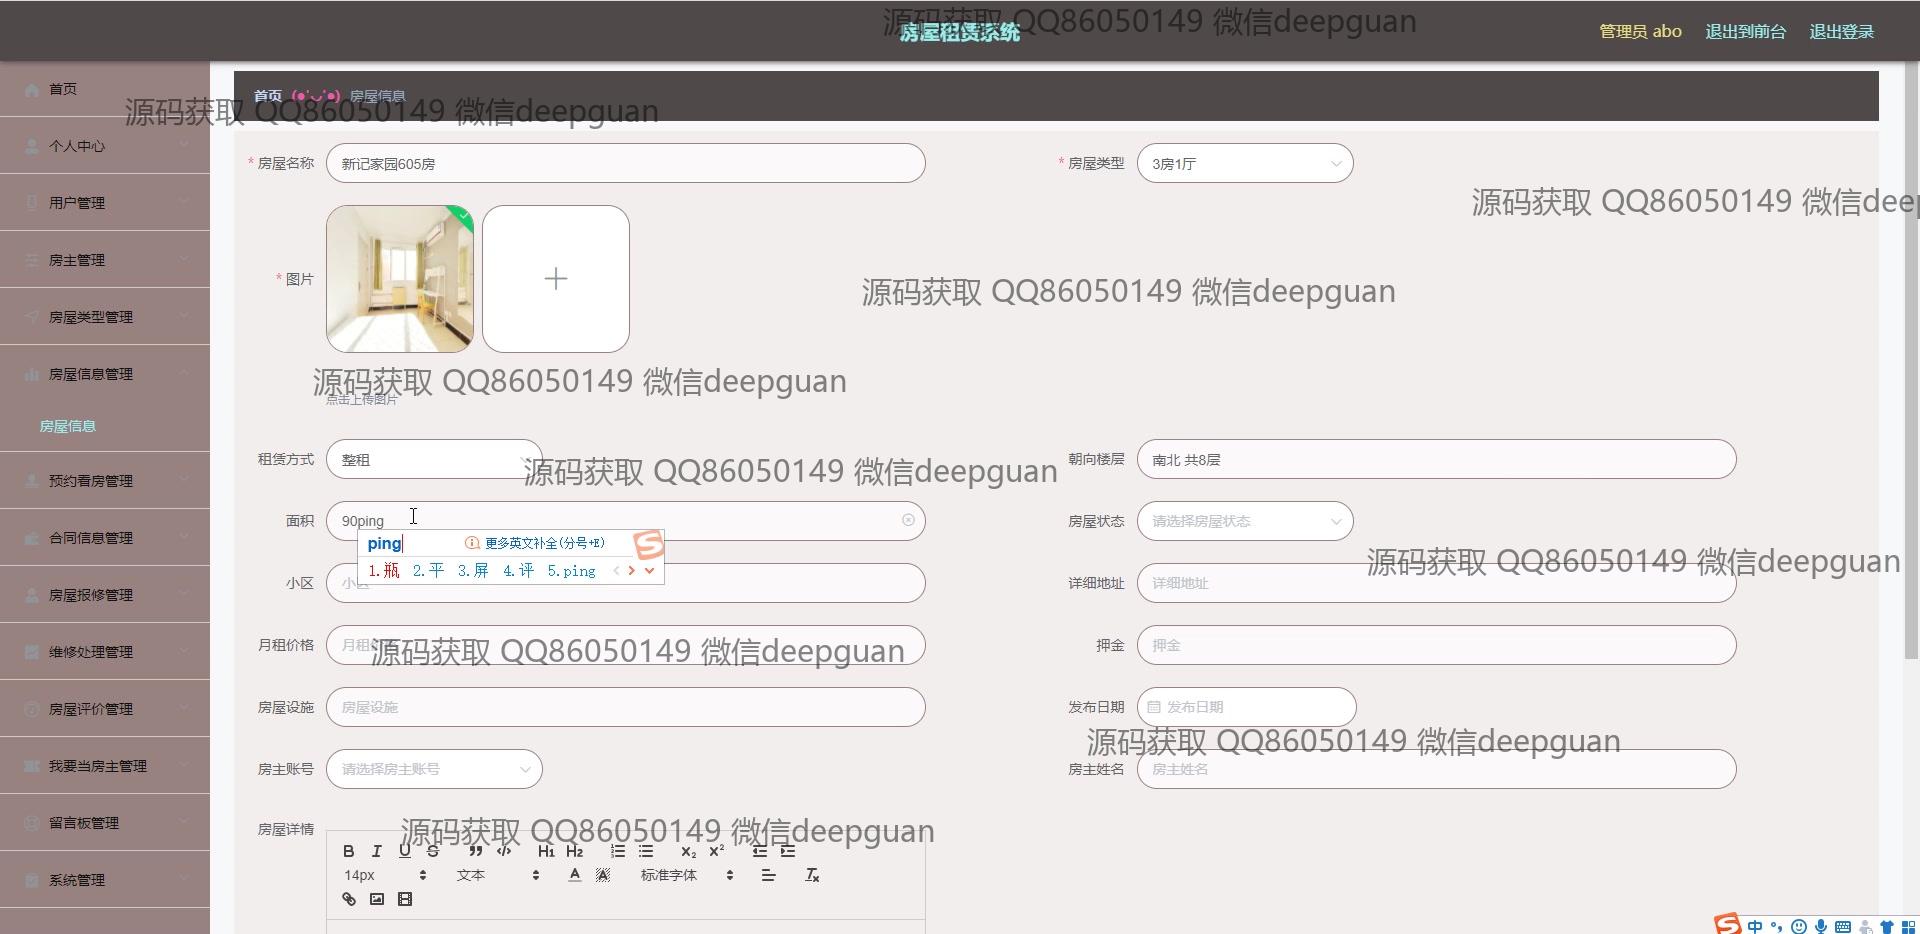 房屋租赁系统
源码获取 QQ86050149 微信deepguan
管理员 abo 退出到前台 退出登录
首页
个人中心
用户管理
房主管理
房屋类型管理
房屋信息管理
房屋信息
预约看房管理
合同信息管理
房屋报修管理
维修处理管理
房屋评价管理
我要当房主管理
留言板管理
系统管理
首页 (●'◡'●) 房屋信息
源码获取 QQ86050149 微信deepguan
* 房屋名称 新记家园605房
* 房屋类型 3房1厅
源码获取 QQ86050149 微信deep
* 图片
源码获取 QQ86050149 微信deepguan
源码获取 QQ86050149 微信deepguan
点击上传图片
租赁方式 整租
朝向楼层 南北 共8层
源码获取 QQ86050149 微信deepguan
面积 90ping
房屋状态 请选择房屋状态
ping 更多英文补全(分号+E)
1.瓶 2.平 3.屏 4.评 5.ping
源码获取 QQ86050149 微信deepguan
小区
详细地址 详细地址
月租价格 月租
押金 押金
源码获取 QQ86050149 微信deepguan
房屋设施 房屋设施
发布日期 发布日期
源码获取 QQ86050149 微信deepguan
房主账号 请选择房主账号
房主姓名 房主姓名
房屋详情
源码获取 QQ86050149 微信deepguan
B I U S H1 H2 X2 X2
14px 文本 A A 标准字体 Tx
S 中